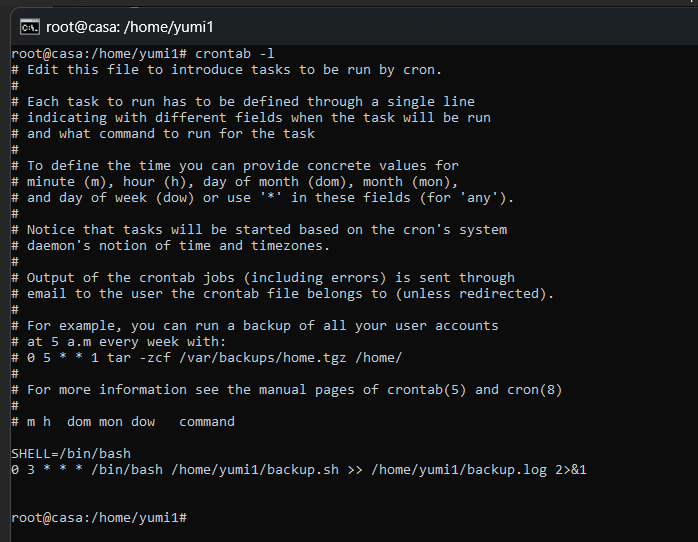 root@casa: /home/yumi1
root@casa:/home/yumi1# crontab -l
# Edit this file to introduce tasks to be run by cron.
#
# Each task to run has to be defined through a single line
# indicating with different fields when the task will be run
# and what command to run for the task
#
# To define the time you can provide concrete values for
# minute (m), hour (h), day of month (dom), month (mon),
# and day of week (dow) or use '*' in these fields (for 'any').
#
# Notice that tasks will be started based on the cron's system
# daemon's notion of time and timezones.
#
# Output of the crontab jobs (including errors) is sent through
# email to the user the crontab file belongs to (unless redirected).
#
# For example, you can run a backup of all your user accounts
# at 5 a.m every week with:
# 0 5 * * 1 tar -zcf /var/backups/home.tgz /home/
#
# For more information see the manual pages of crontab(5) and cron(8)
#
# m h  dom mon dow   command

SHELL=/bin/bash
0 3 * * * /bin/bash /home/yumi1/backup.sh >> /home/yumi1/backup.log 2>&1

root@casa:/home/yumi1#